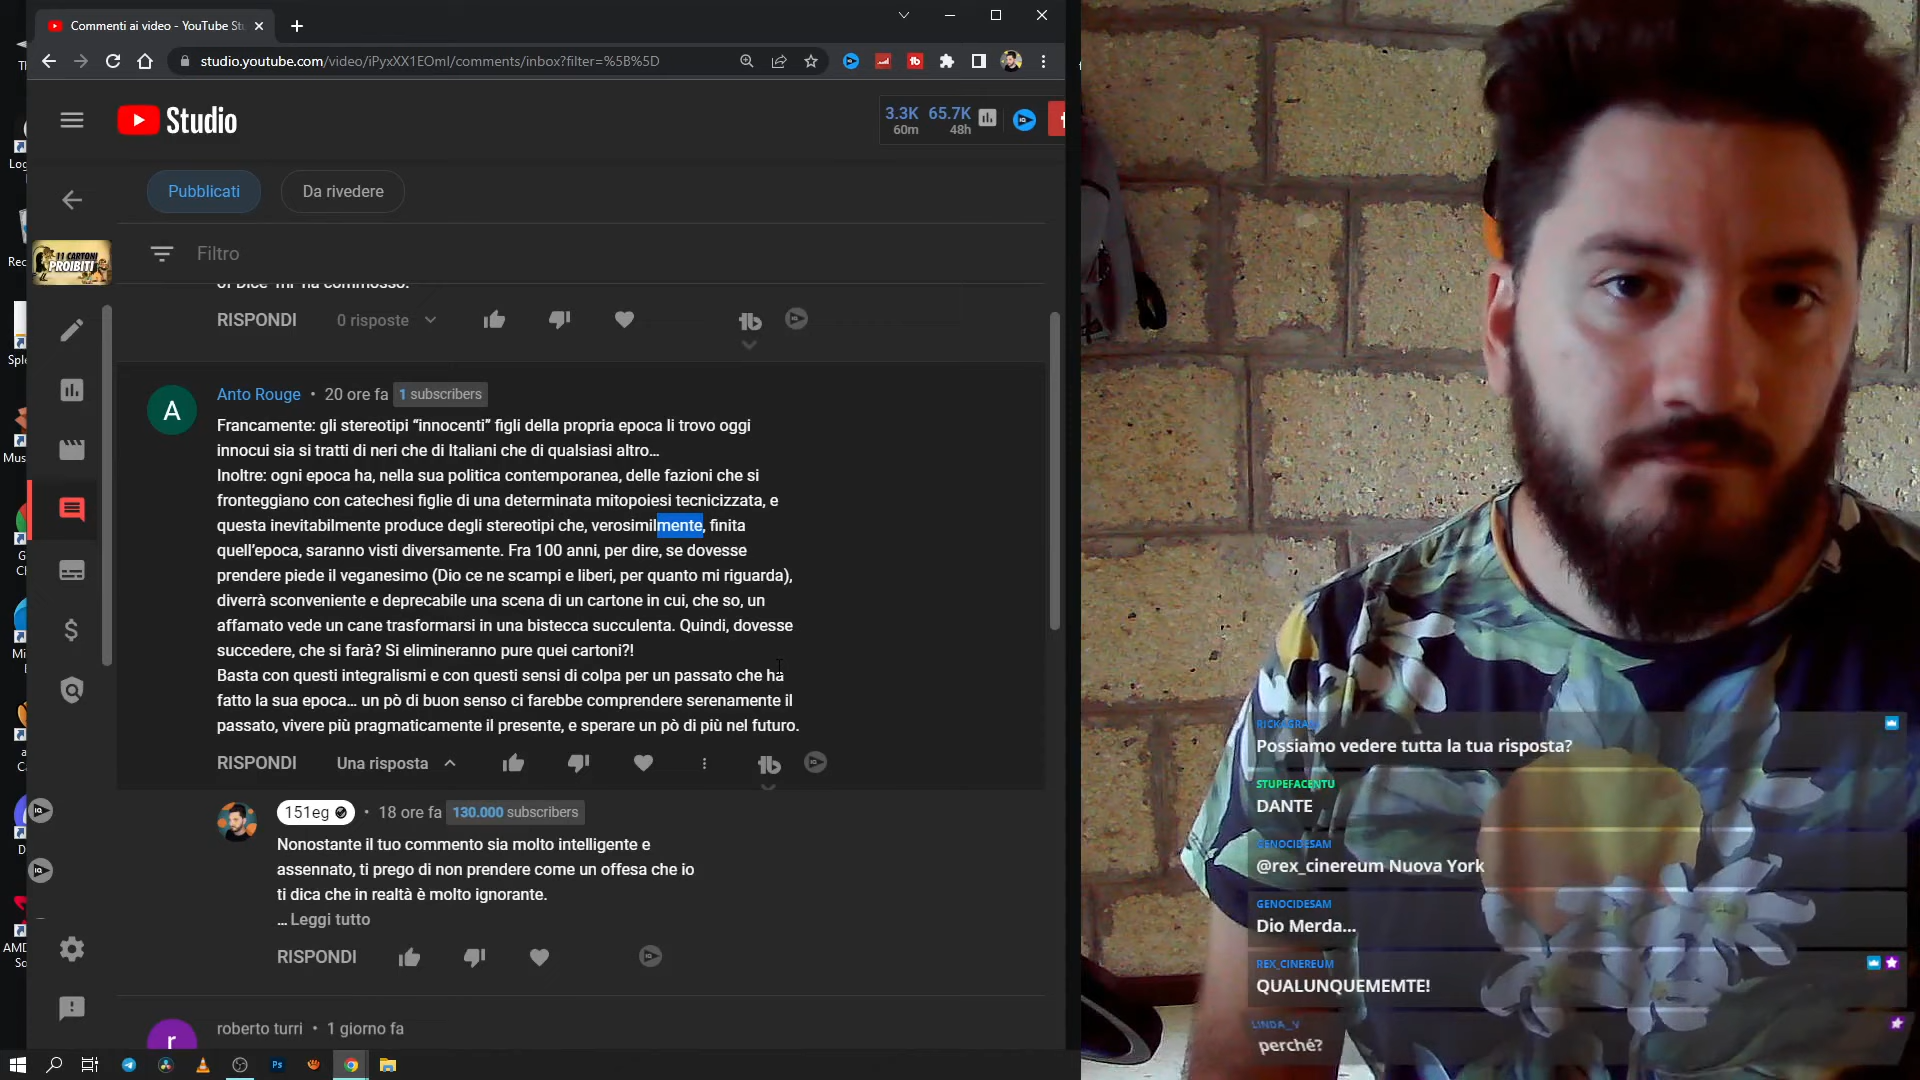 Commenti ai video - YouTube Stu
studio.youtube.com/video/iPyxXX1EOmI/comments/inbox?filter=%5B%5D
Studio
3.3K 65.7K
60m 48h
Pubblicati Da rivedere
11 CARTONI
PROIBITI
Filtro
RISPONDI 0 risposte
A
Anto Rouge • 20 ore fa 1 subscribers
Francamente: gli stereotipi “innocenti” figli della propria epoca li trovo oggi
innocui sia si tratti di neri che di Italiani che di qualsiasi altro...
Inoltre: ogni epoca ha, nella sua politica contemporanea, delle fazioni che si
fronteggiano con catechesi figlie di una determinata mitopoiesi tecnicizzata, e
questa inevitabilmente produce degli stereotipi che, verosimilmente, finita
quell’epoca, saranno visti diversamente. Fra 100 anni, per dire, se dovesse
prendere piede il veganesimo (Dio ce ne scampi e liberi, per quanto mi riguarda),
diverrà sconveniente e deprecabile una scena di un cartone in cui, che so, un
affamato vede un cane trasformarsi in una bistecca succulenta. Quindi, dovesse
succedere, che si farà? Si elimineranno pure quei cartoni?!
Basta con questi integralismi e con questi sensi di colpa per un passato che ha
fatto la sua epoca... un pò di buon senso ci farebbe comprendere serenamente il
passato, vivere più pragmaticamente il presente, e sperare un pò di più nel futuro.
RISPONDI Una risposta
151eg • 18 ore fa 130.000 subscribers
Nonostante il tuo commento sia molto intelligente e
assennato, ti prego di non prendere come un offesa che io
ti dica che in realtà è molto ignorante.
... Leggi tutto
RISPONDI
roberto turri • 1 giorno fa
r
Possiamo vedere tutta la tua risposta?
STUPEFACENTU
DANTE
GENOCIDESAM
@rex_cinereum Nuova York
GENOCIDESAM
Dio Merda...
REX_CINEREUM
QUALUNQUEMEMTE!
LINDA_V
perché?